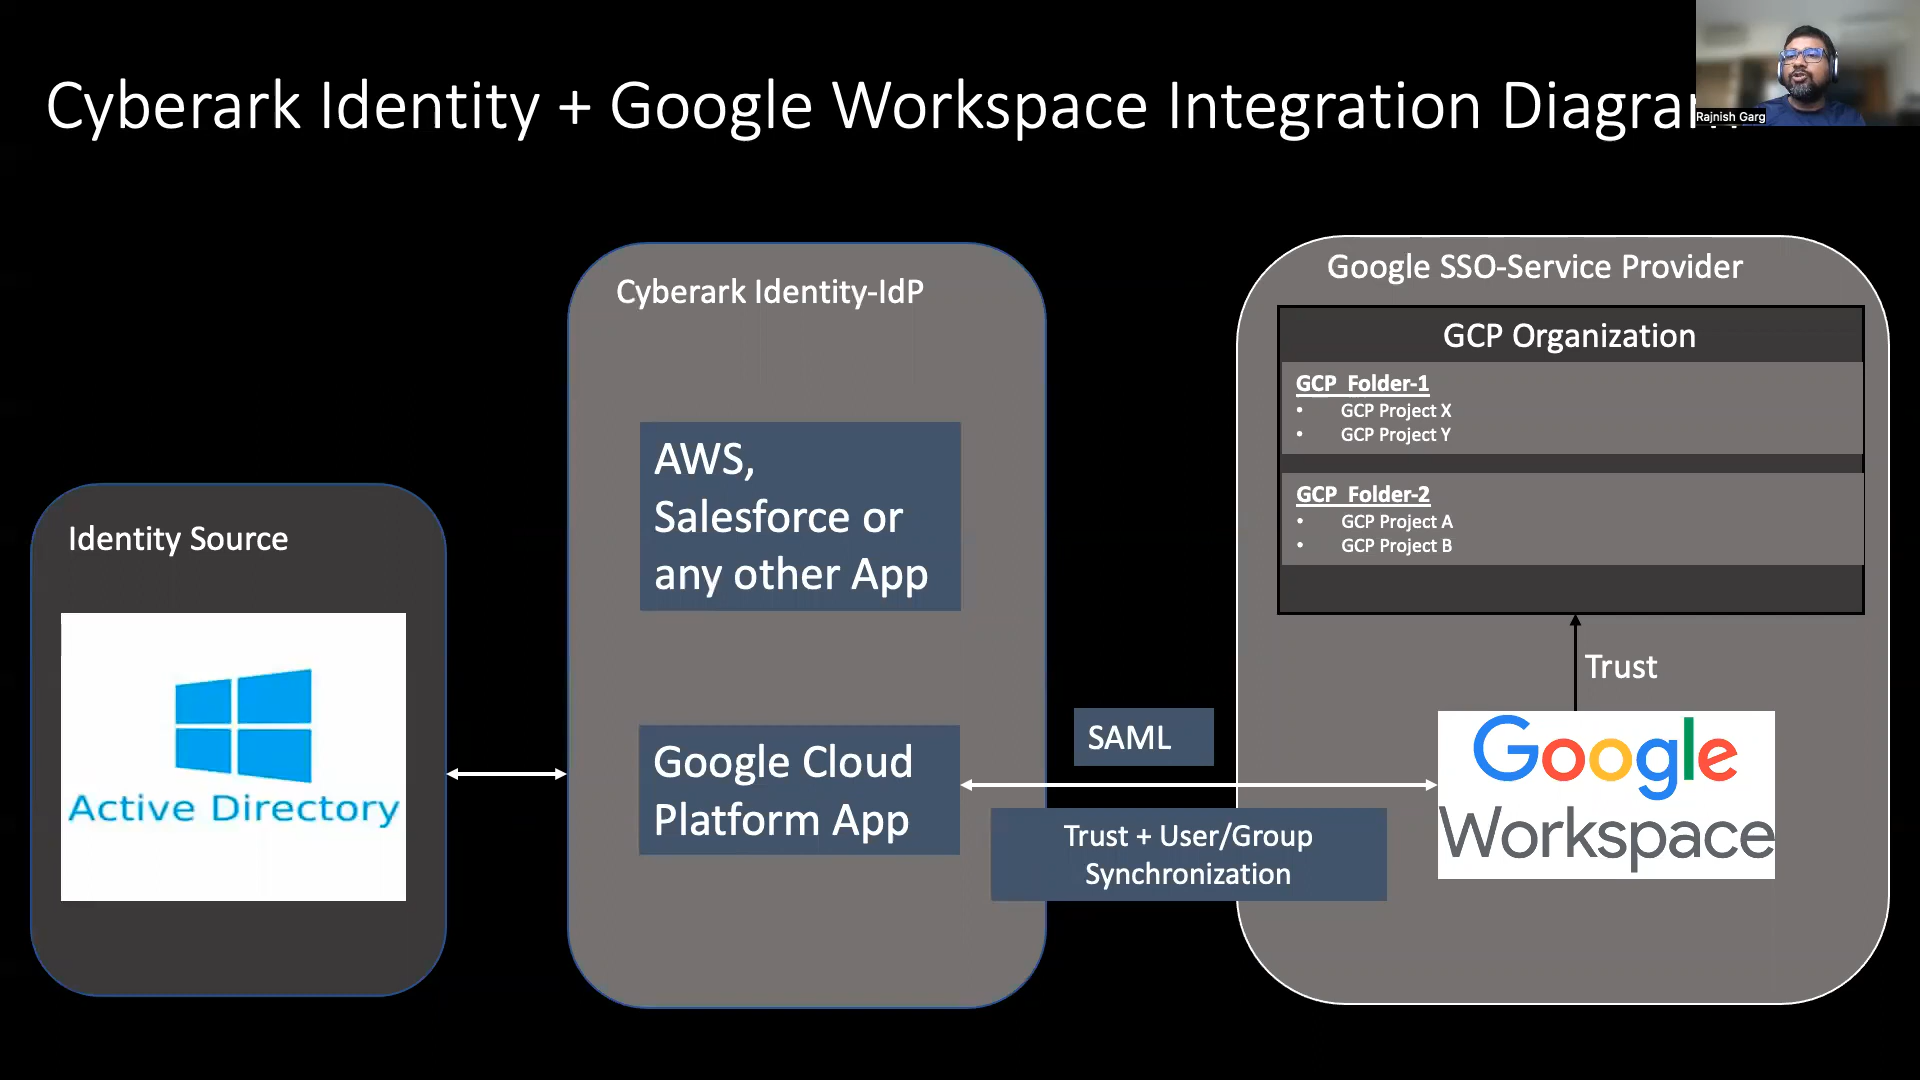 Cyberark Identity + Google Workspace Integration Diagram
Rajnish Garg
Cyberark Identity-IdP
AWS,
Salesforce or
any other App
Google Cloud
Platform App
Identity Source
Active Directory
SAML
Trust + User/Group
Synchronization
Google SSO-Service Provider
GCP Organization
GCP Folder-1
• GCP Project X
• GCP Project Y
GCP Folder-2
• GCP Project A
• GCP Project B
Trust
Google
Workspace